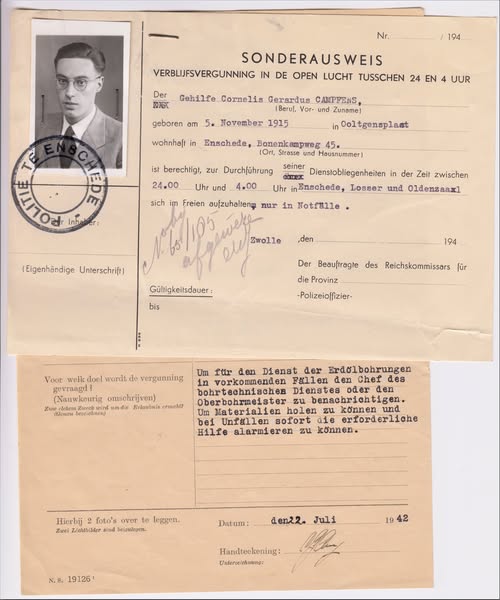 Nr. / 194
SONDERAUSWEIS
VERBLIJFSVERGUNNING IN DE OPEN LUCHT TUSSCHEN 24 EN 4 UUR
Der Gehilfe Cornelis Gerardus CAMPFENS,
(Beruf, Vor- und Zuname)
geboren am 5. November 1915 in Ooltgensplaat
wohnhaft in Enschede, Bonenkampweg 45.
(Ort, Strasse und Hausnummer)
ist berechtigt, zur Durchführung seiner Dienstobliegenheiten in der Zeit zwischen
24.00 Uhr und 4.00 Uhr in Enschede, Losser und Oldenzaal
sich im Freien aufzuhalten, nur in Notfälle .
Zwolle , den 194
Der Beauftragte des Reichskommissars für
die Provinz
-Polizeioffizier-
Gültigkeitsdauer:
bis
POLITIE TE ENSCHEDE
der Inhaber:
(Eigenhändige Unterschrift)
Voor welk doel wordt de vergunning
gevraagd?
(Nauwkeurig omschrijven)
Zu welchem Zweck wird um die Erlaubnis ersucht?
(Genau bezeichnen)
Um für den Dienst der Erdölbohrungen
in vorkommenden Fällen den Chef des
bohrtechnischen Dienstes oder den
Oberbohrmeister zu benachrichtigen.
Um Materialien holen zu können und
bei Unfällen sofort die erforderliche
Hilfe alarmieren zu können.
Hierbij 2 foto's over te leggen.
Zwei Lichtbilder sind beizulegen.
Datum: den 22. Juli 1942
Handteekening:
Unterzeichnung:
N. S. 19126